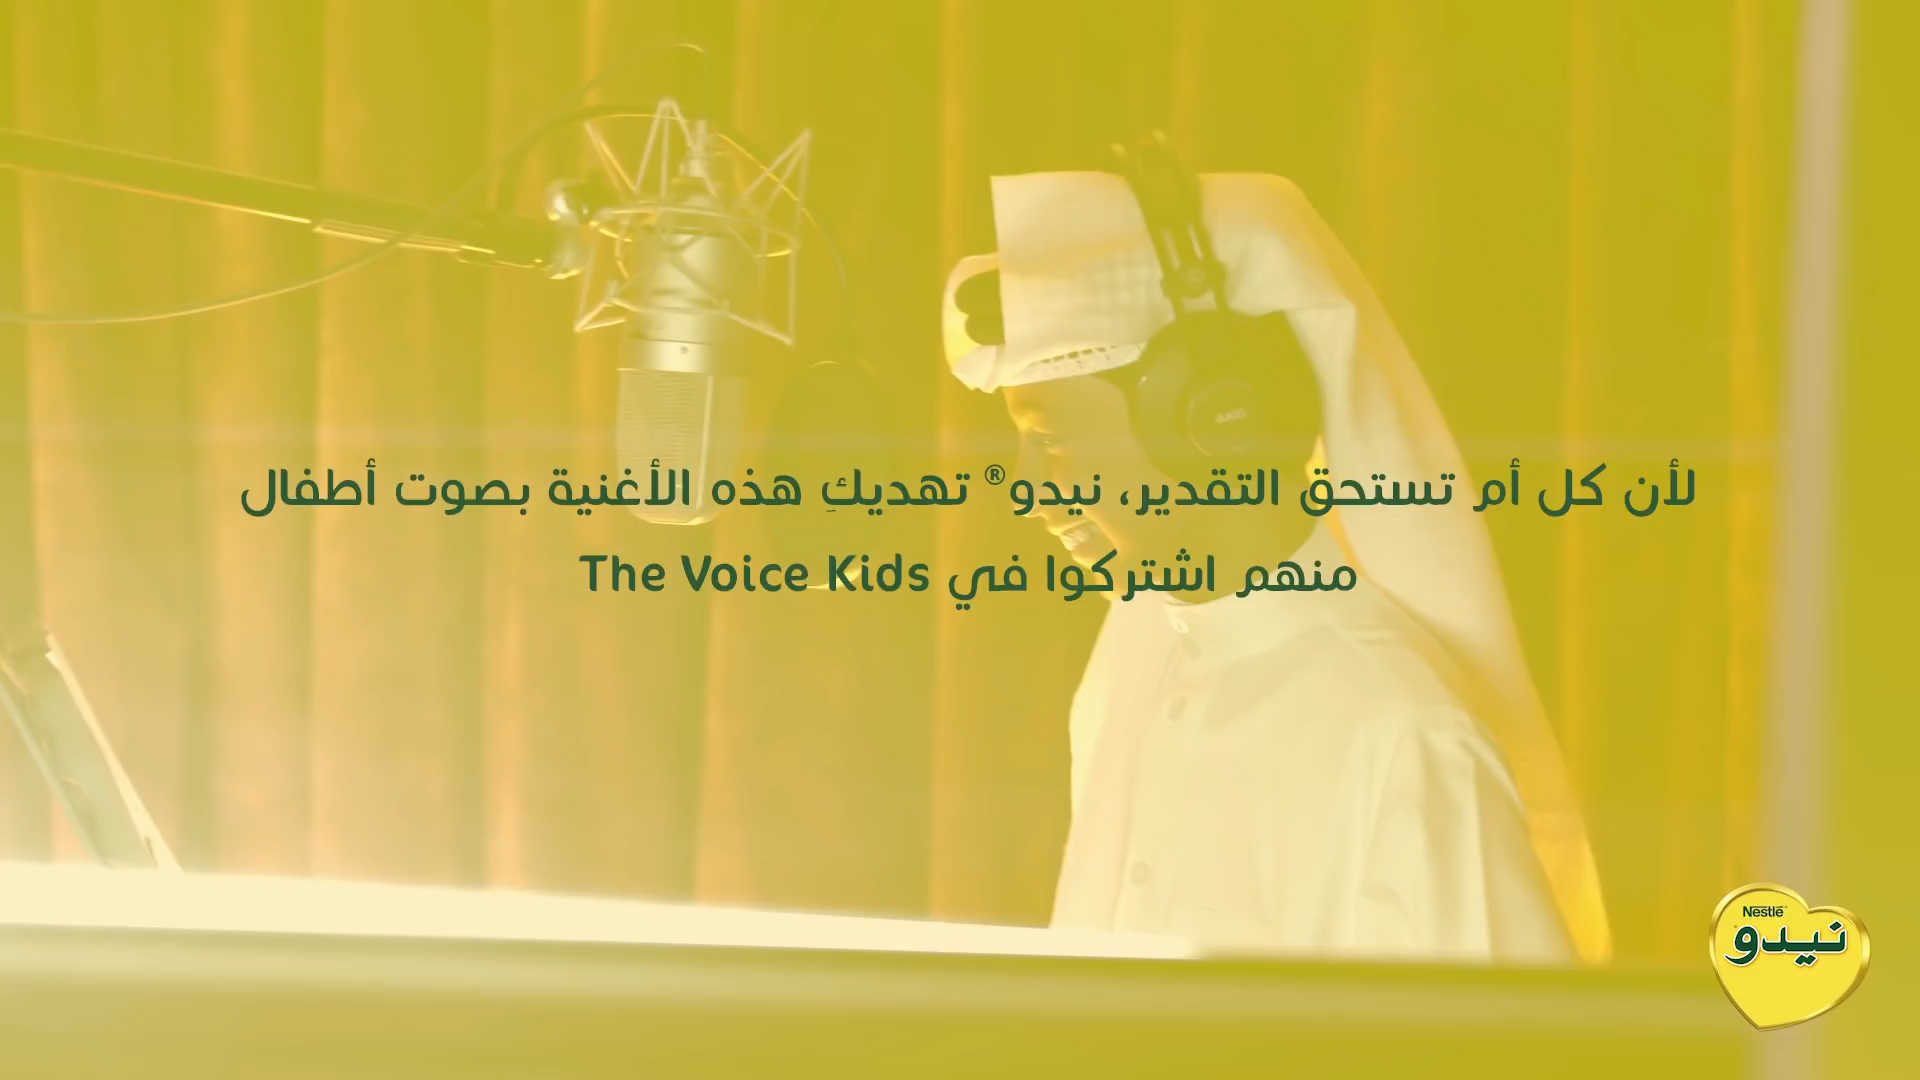 لأن كل أم تستحق التقدير، نيدو® تهديكِ هذه الأغنية بصوت أطفال
منهم اشتركوا في The Voice Kids
AKG
Nestlé
نيدو